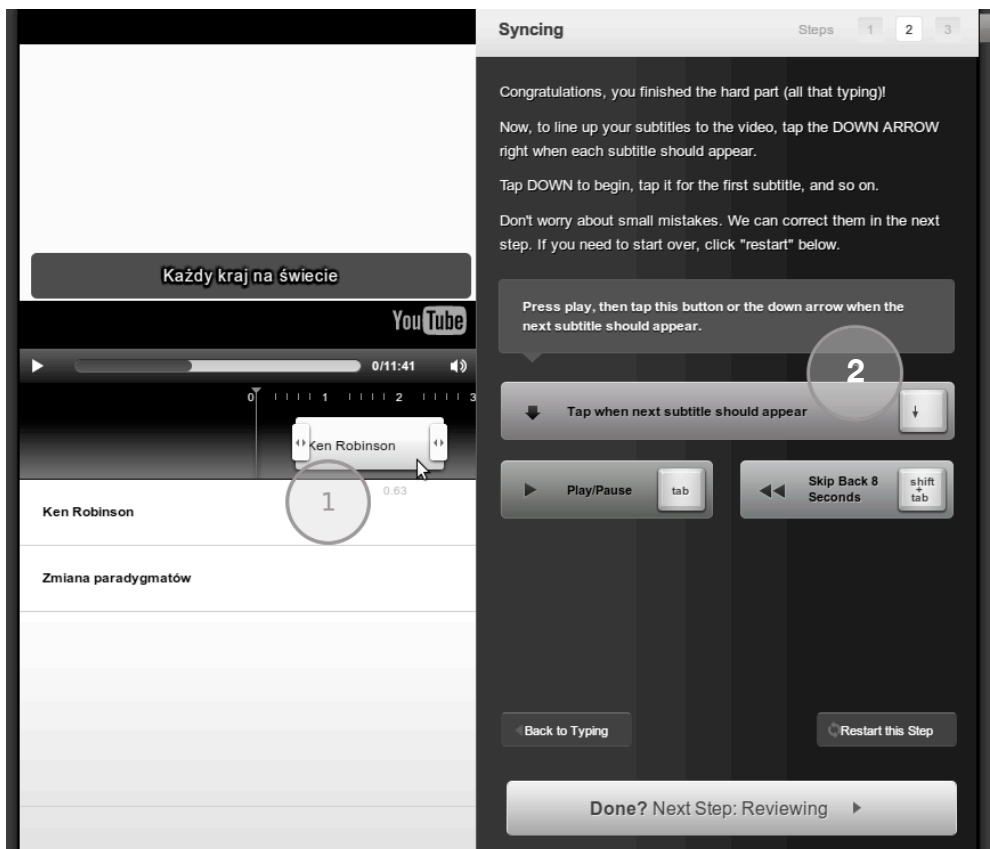 Syncing
Steps 1 2 3
Congratulations, you finished the hard part (all that typing)!
Now, to line up your subtitles to the video, tap the DOWN ARROW
right when each subtitle should appear.
Tap DOWN to begin, tap it for the first subtitle, and so on.
Don't worry about small mistakes. We can correct them in the next
step. If you need to start over, click "restart" below.
Każdy kraj na świecie
YouTube
0/11:41
0 1 2 3
Ken Robinson
0.63
1
Ken Robinson
Zmiana paradygmatów
Press play, then tap this button or the down arrow when the
next subtitle should appear.
2
Tap when next subtitle should appear
Play/Pause
tab
Skip Back 8
Seconds
shift
+
tab
Back to Typing
Restart this Step
Done? Next Step: Reviewing